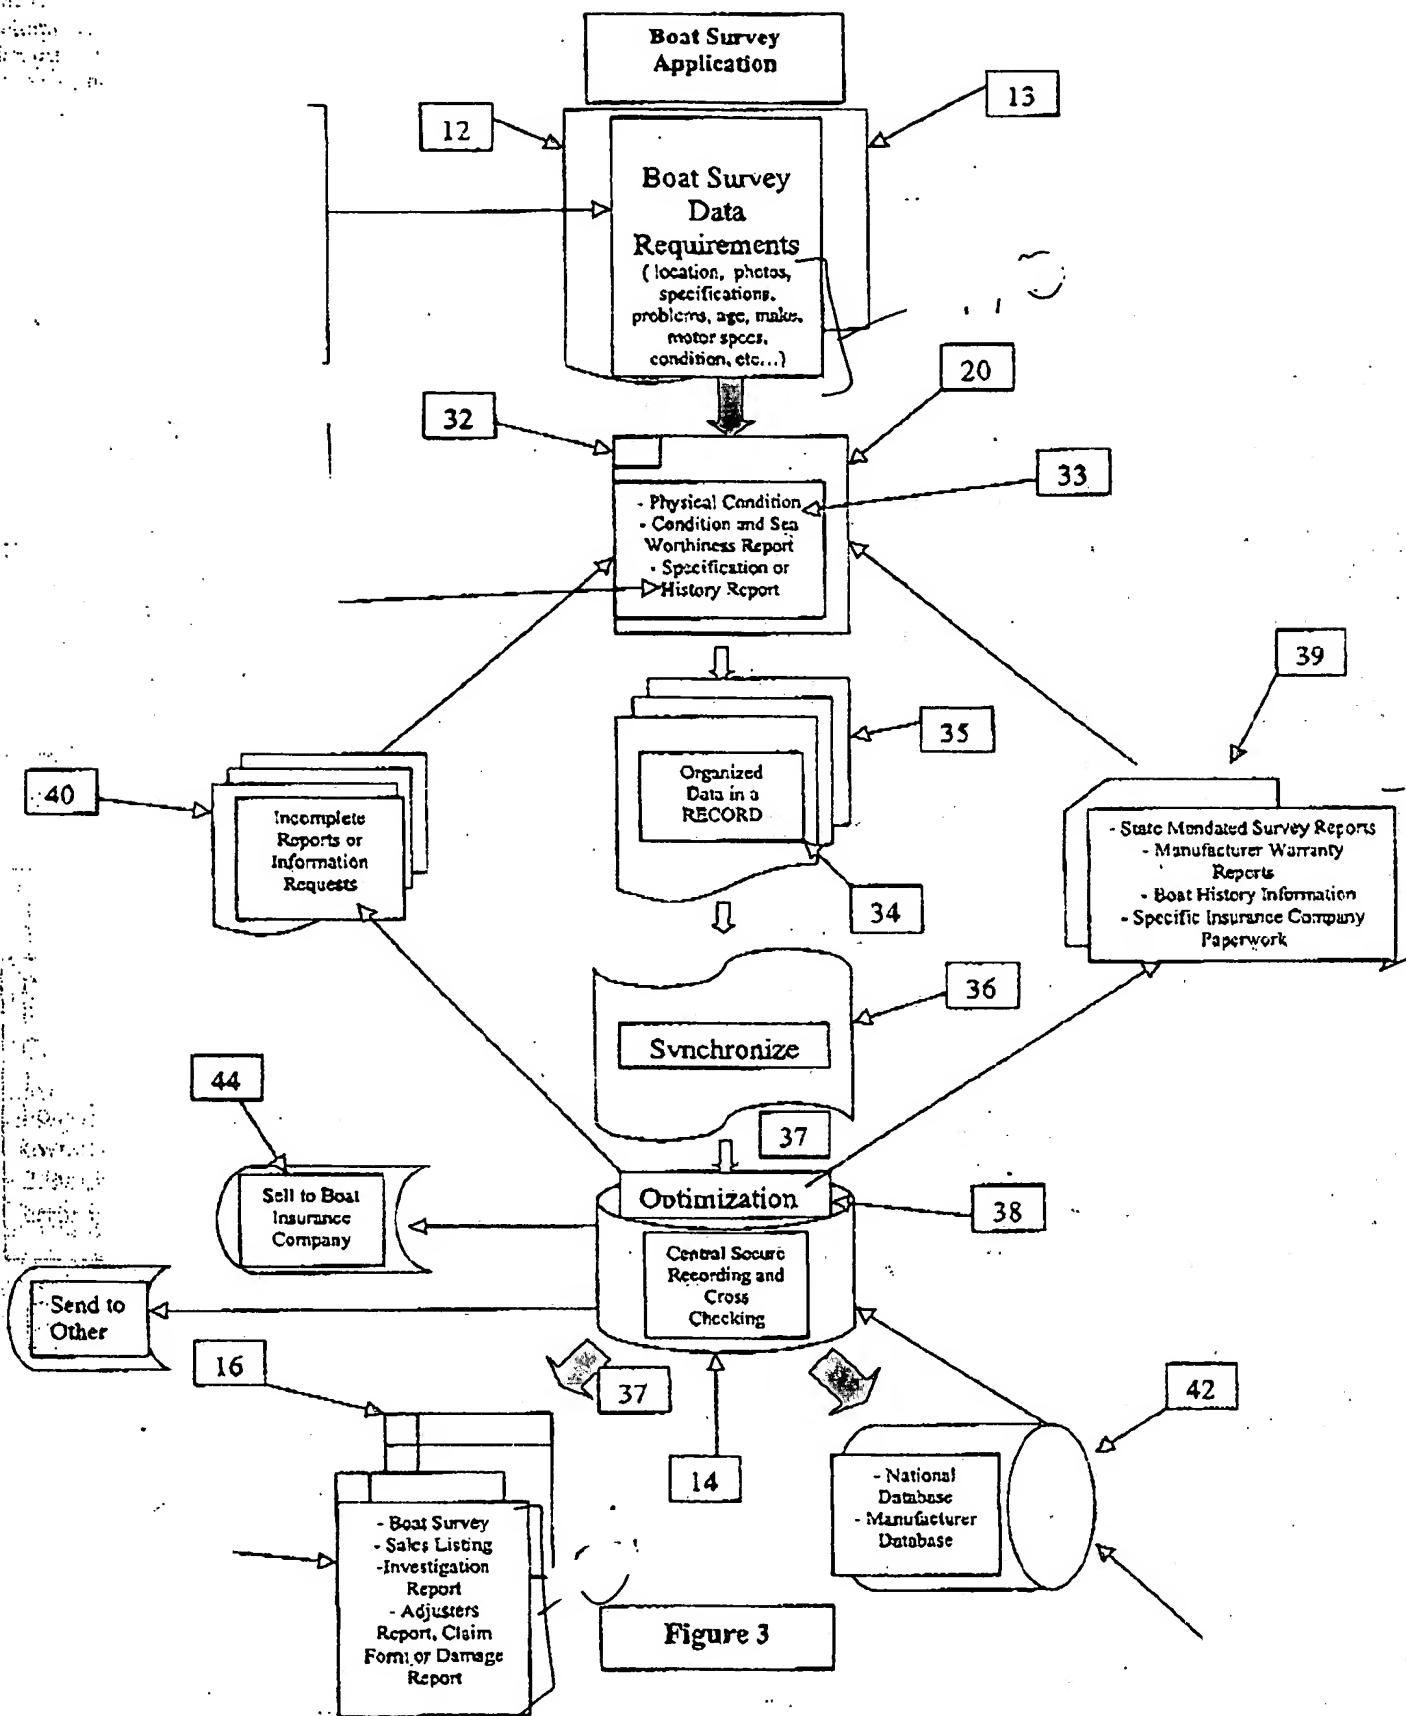 Boat Survey
Application
12
13
Boat Survey
Data
Requirements
( location, photos,
specifications,
problems, age, make,
motor specs,
condition, etc...)
20
32
33
- Physical Condition
- Condition and Sea
Worthiness Report
- Specification or
History Report
39
35
Organized
Data in a
RECORD
34
40
Incomplete
Reports or
Information
Requests
- State Mandated Survey Reports
- Manufacturer Warranty
Reports
- Boat History Information
- Specific Insurance Company
Paperwork
36
Synchronize
44
37
Optimization
38
Sell to Boat
Insurance
Company
Central Secure
Recording and
Cross
Checking
Send to
Other
16
37
42
14
- National
Database
- Manufacturer
Database
- Boat Survey
- Sales Listing
-Investigation
Report
- Adjusters
Report, Claim
Form or Damage
Report
Figure 3